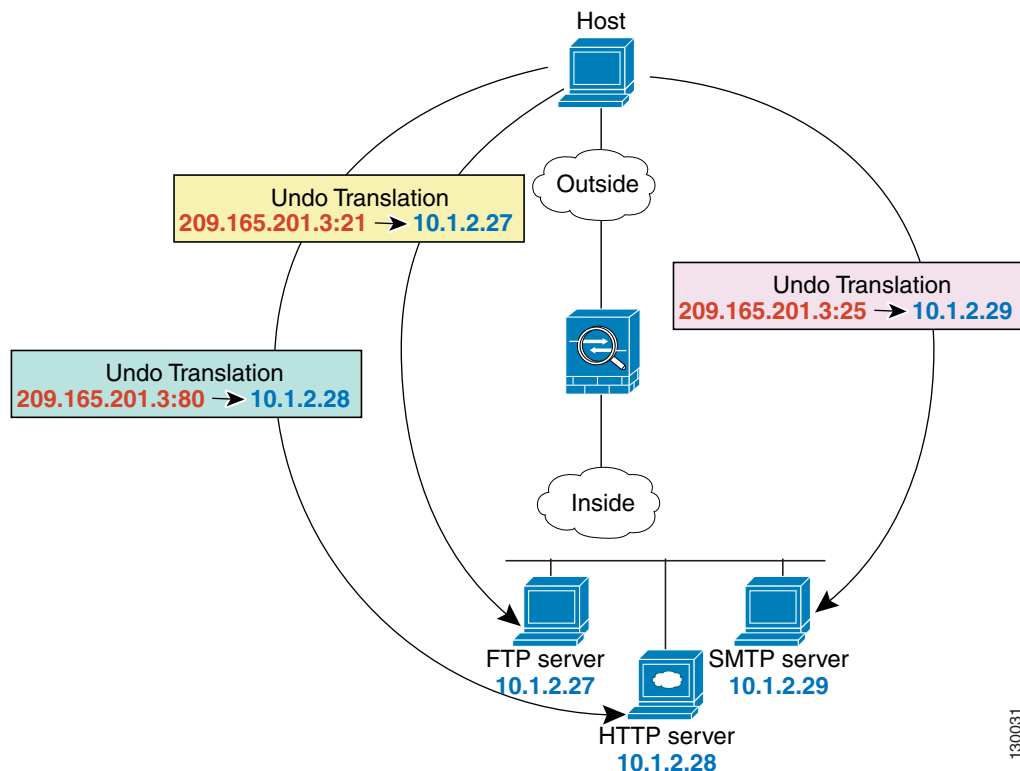 Host
Outside
Undo Translation
209.165.201.3:21 → 10.1.2.27
Undo Translation
209.165.201.3:25 → 10.1.2.29
Undo Translation
209.165.201.3:80 → 10.1.2.28
Inside
FTP server
10.1.2.27
SMTP server
10.1.2.29
HTTP server
10.1.2.28
130031